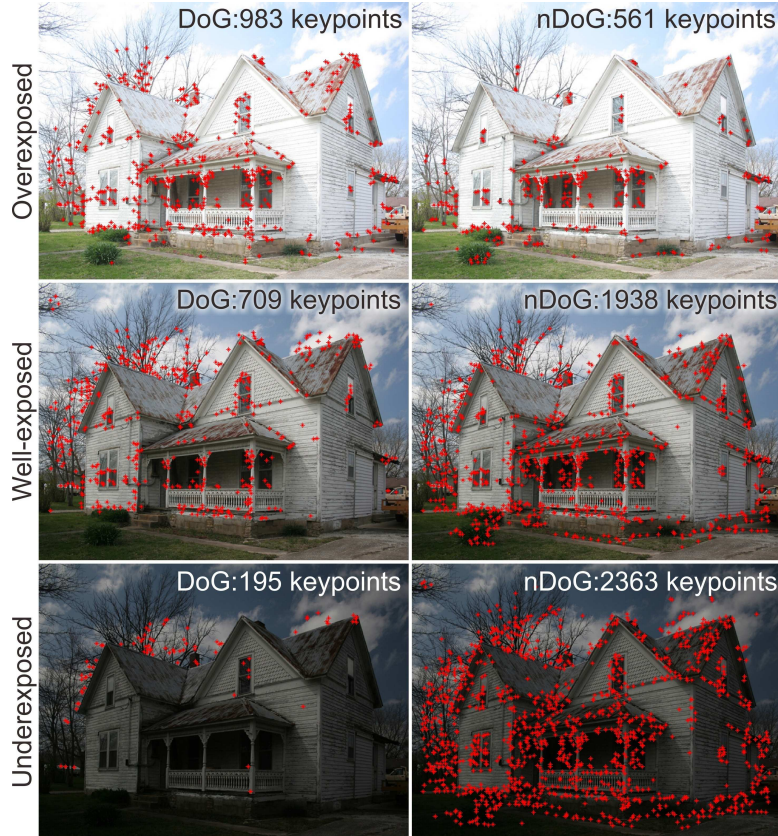 Overexposed
DoG:983 keypoints
nDoG:561 keypoints
Well-exposed
DoG:709 keypoints
nDoG:1938 keypoints
Underexposed
DoG:195 keypoints
nDoG:2363 keypoints